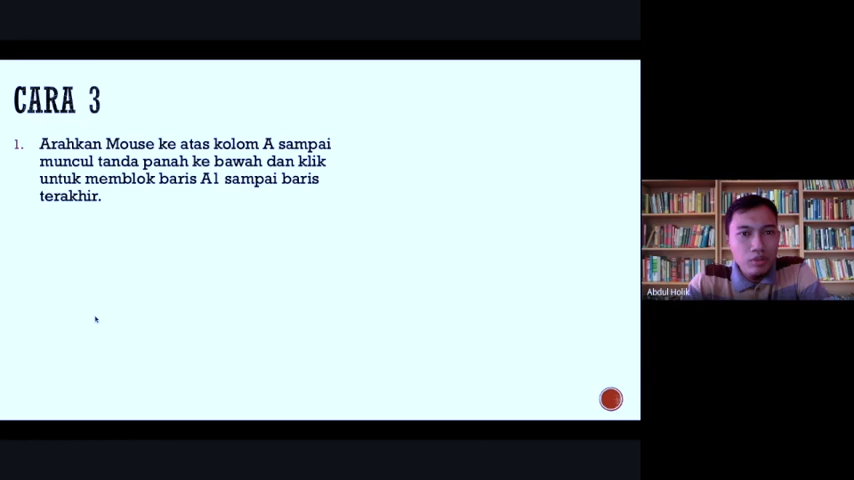 CARA 3
1. Arahkan Mouse ke atas kolom A sampai
muncul tanda panah ke bawah dan klik
untuk memblok baris A1 sampai baris
terakhir.
Abdul Holik